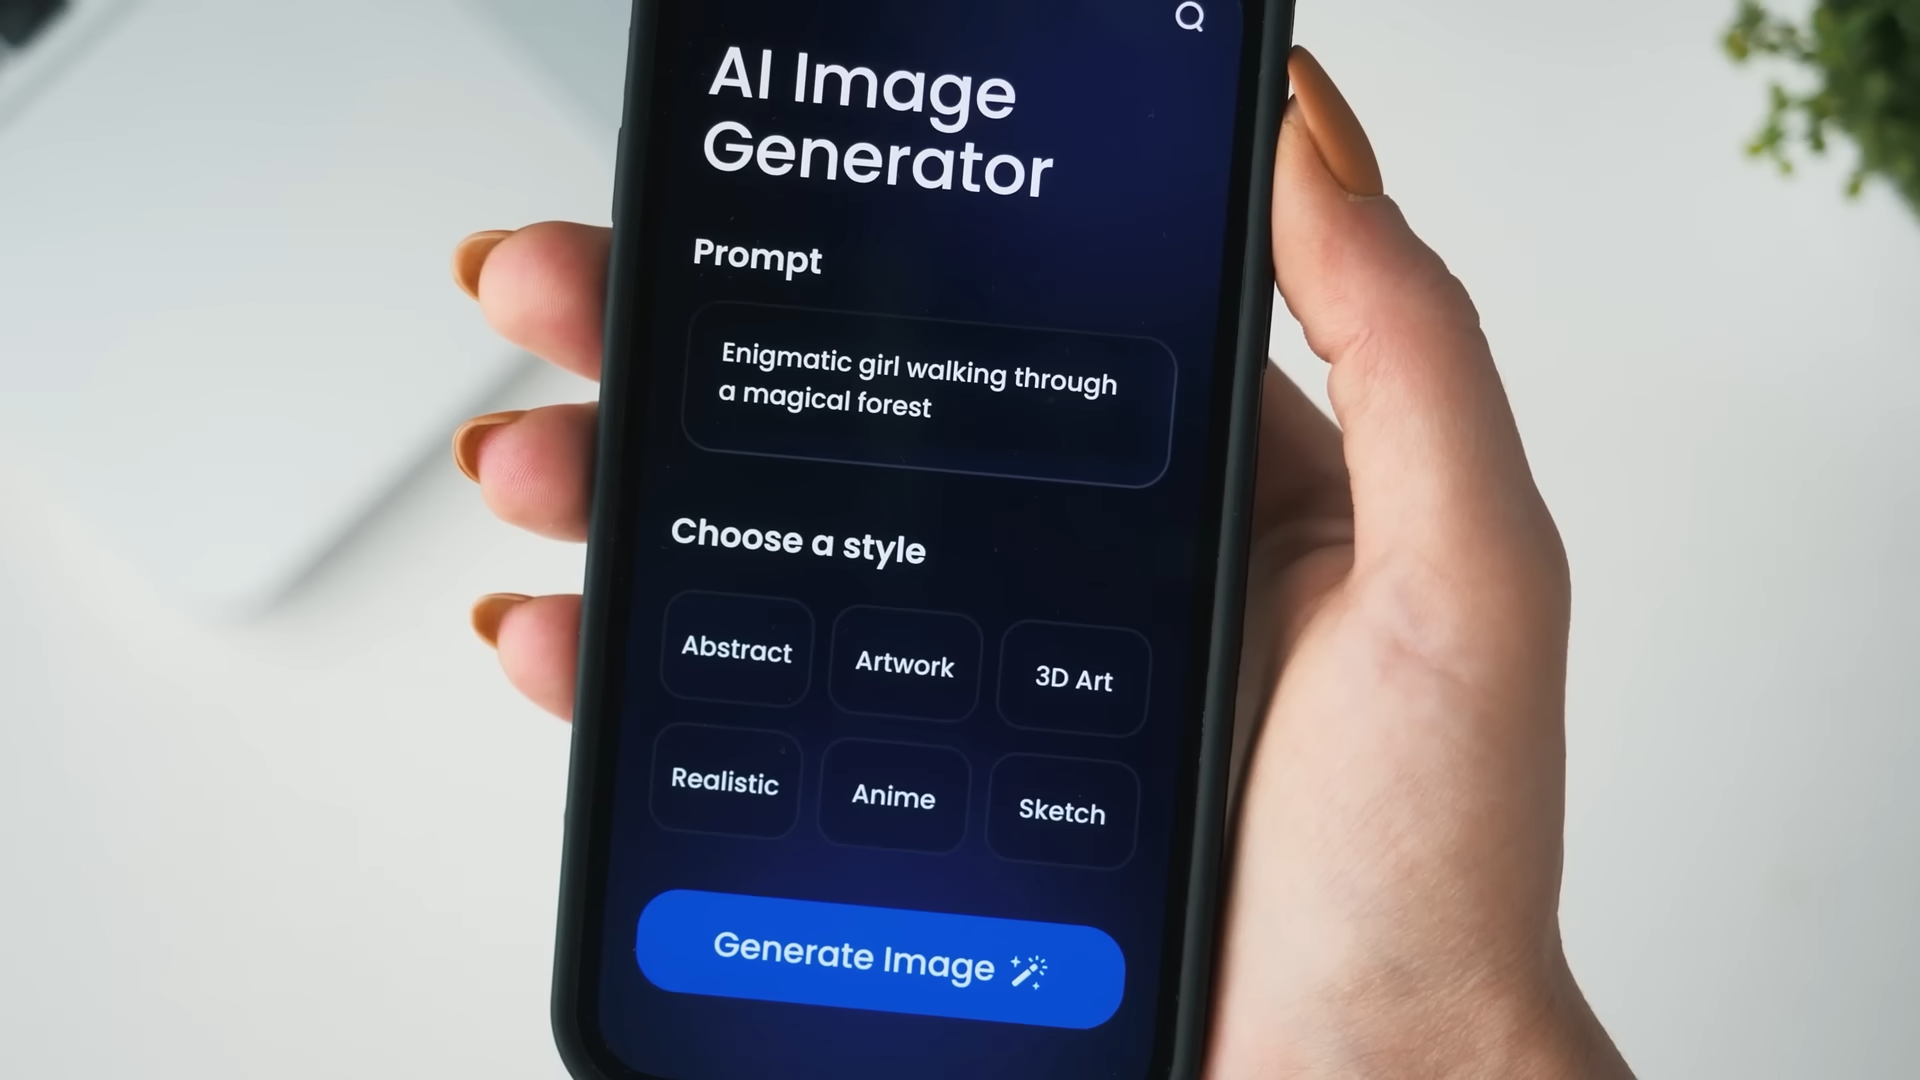 AI Image
Generator
Prompt
Enigmatic girl walking through
a magical forest
Choose a style
Abstract
Artwork
3D Art
Realistic
Anime
Sketch
Generate Image